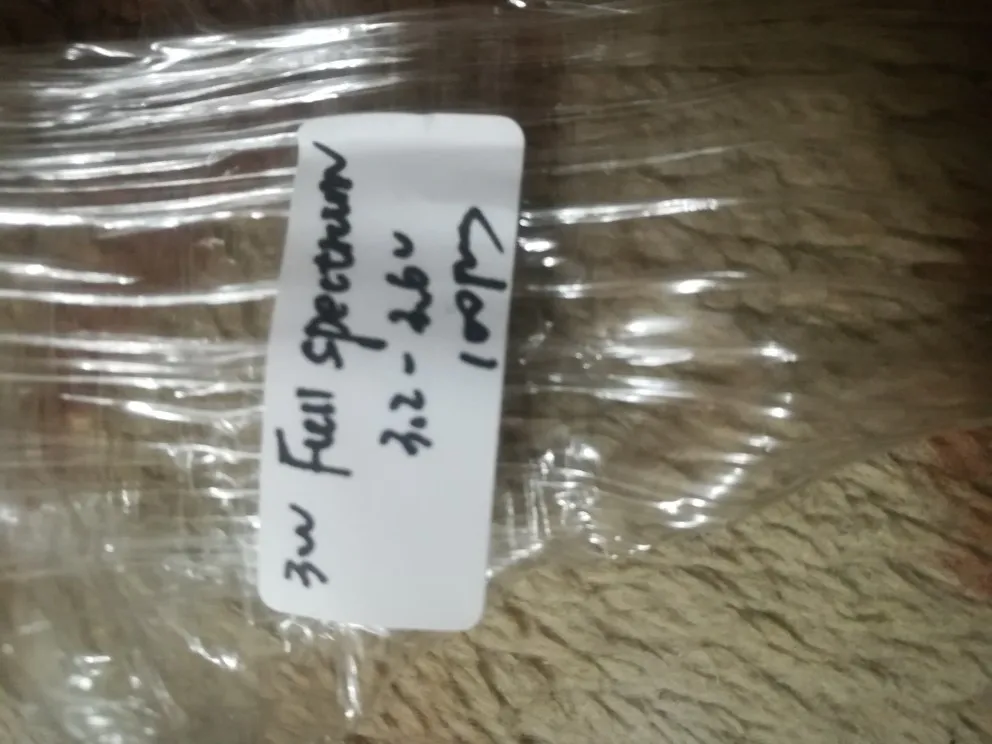 3w Full spectrum
3.2-3.6v
100pcs